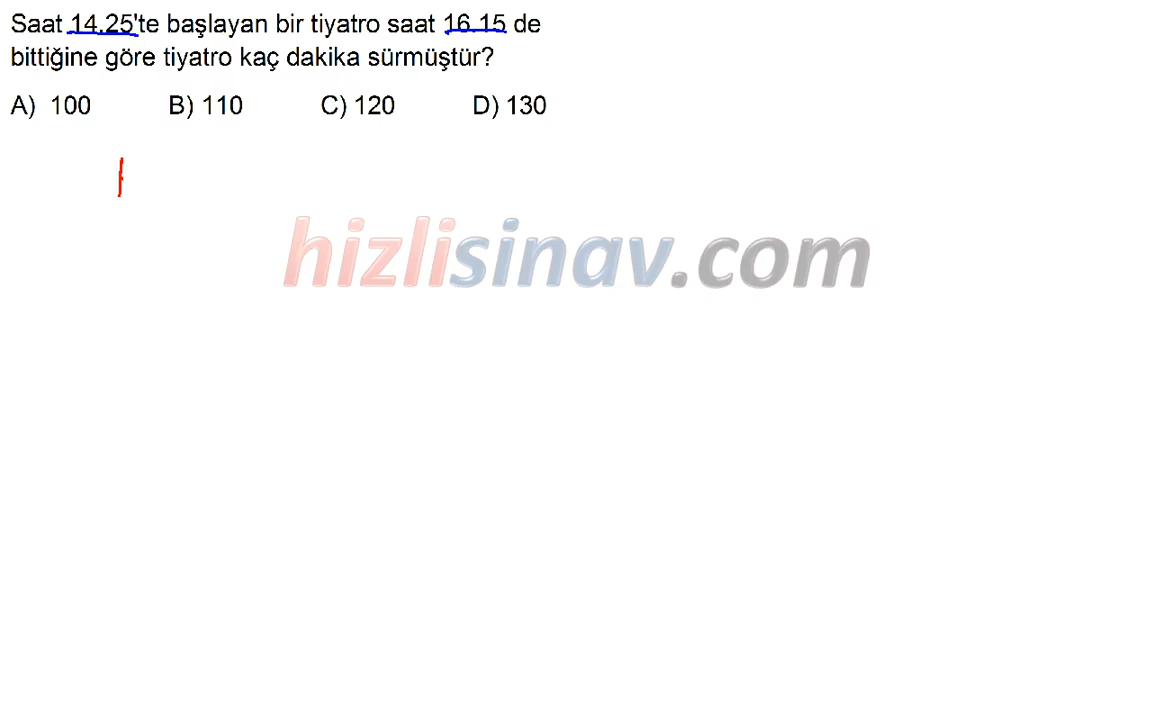 Saat 14.25'te başlayan bir tiyatro saat 16.15 de
bittiğine göre tiyatro kaç dakika sürmüştür?
A) 100 B) 110 C) 120 D) 130
hizlisinav.com